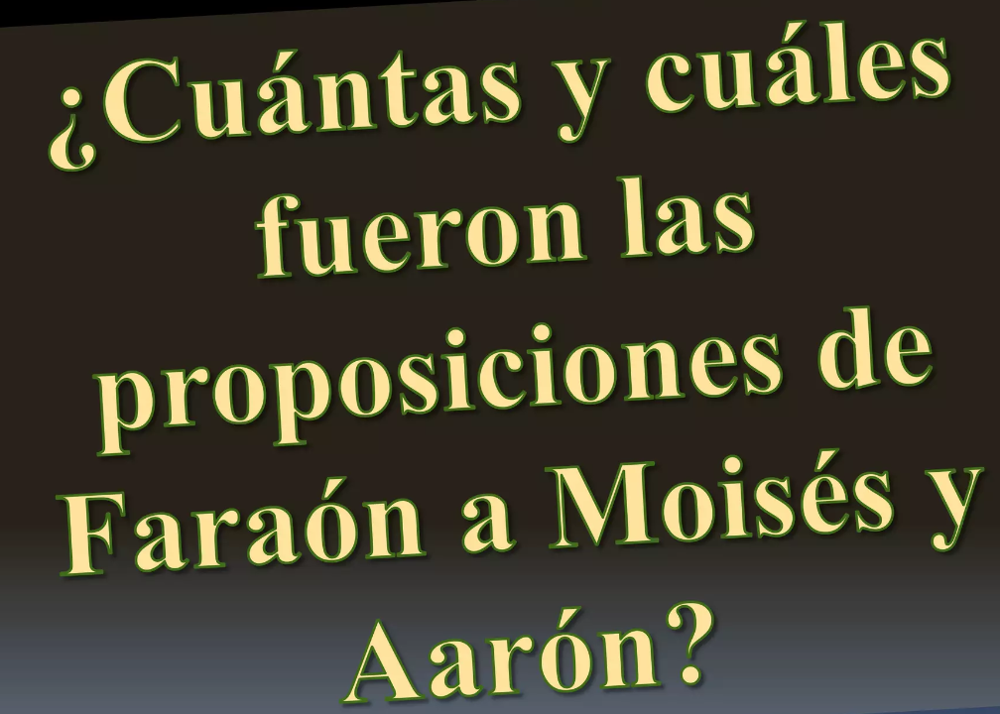 ¿Cuántas y cuáles
fueron las
proposiciones de
Faraón a Moisés y
Aarón?